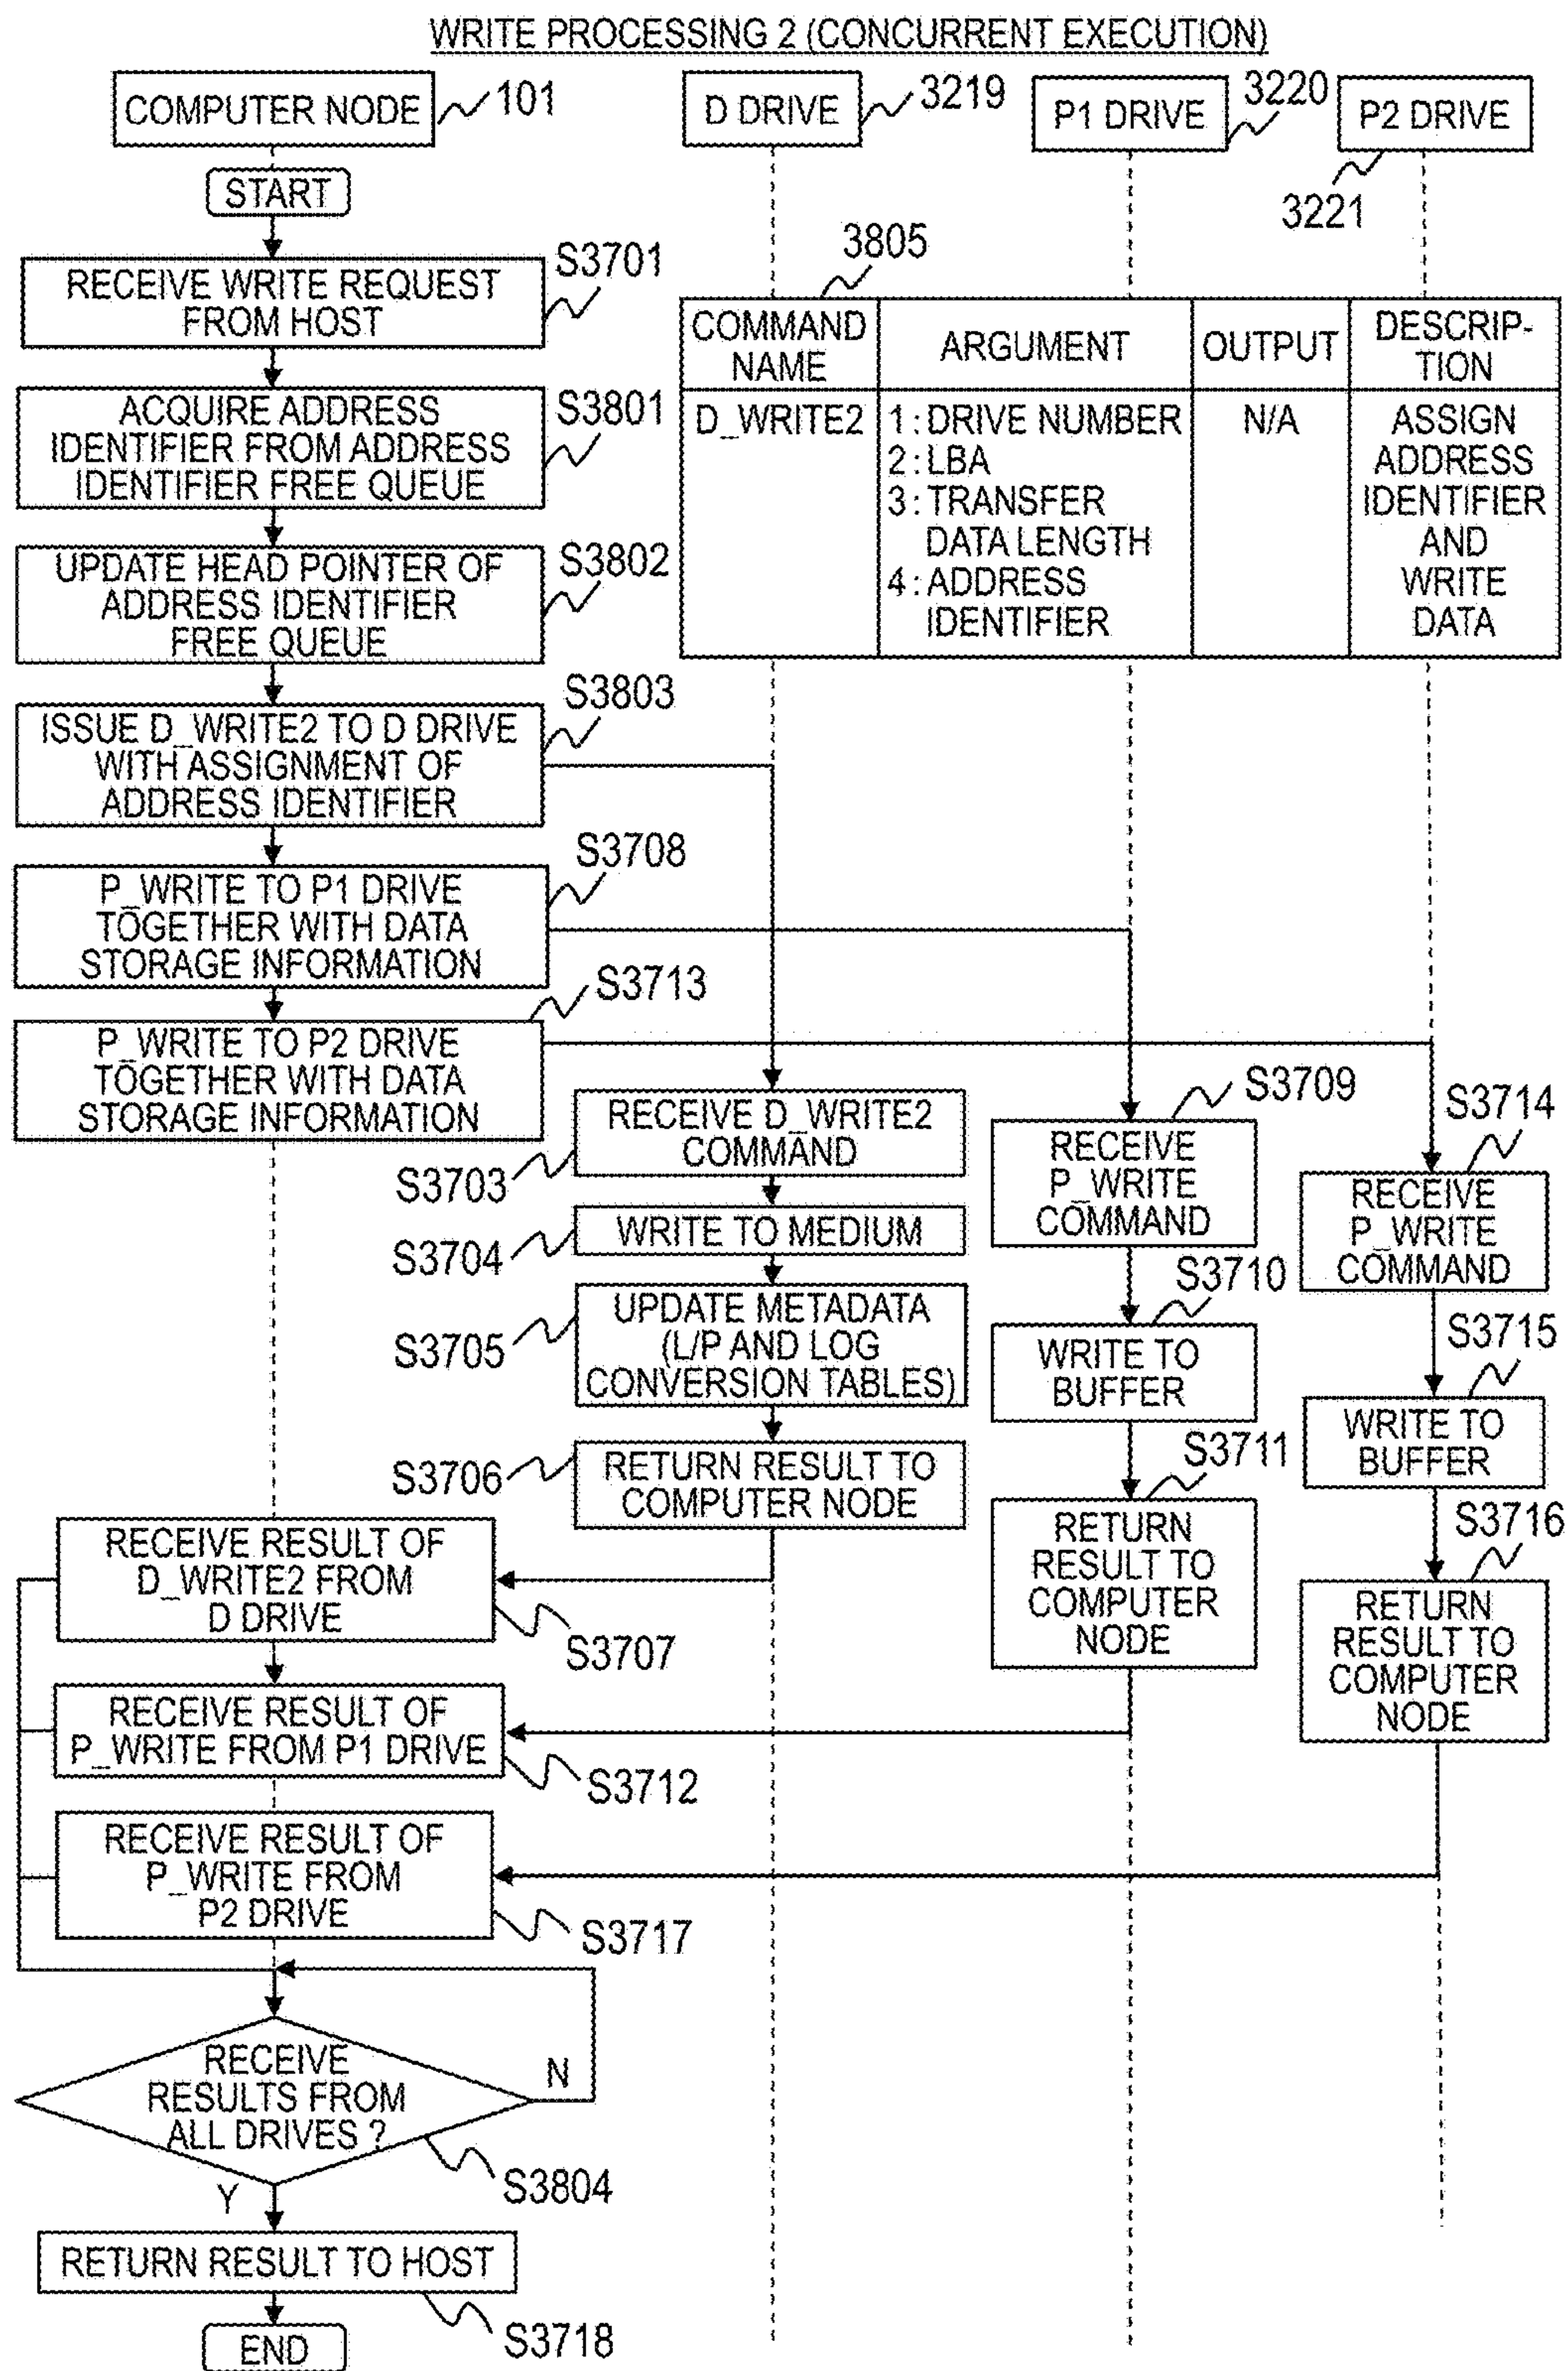 WRITE PROCESSING 2 (CONCURRENT EXECUTION)
COMPUTER NODE
101
D DRIVE
3219
P1 DRIVE
3220
P2 DRIVE
3221
START
RECEIVE WRITE REQUEST
FROM HOST
S3701
ACQUIRE ADDRESS
IDENTIFIER FROM ADDRESS
IDENTIFIER FREE QUEUE
S3801
UPDATE HEAD POINTER OF
ADDRESS IDENTIFIER
FREE QUEUE
S3802
ISSUE D_WRITE2 TO D DRIVE
WITH ASSIGNMENT OF
ADDRESS IDENTIFIER
S3803
P_WRITE TO P1 DRIVE
TOGETHER WITH DATA
STORAGE INFORMATION
S3708
P_WRITE TO P2 DRIVE
TOGETHER WITH DATA
STORAGE INFORMATION
S3713
3805
COMMAND
NAME
ARGUMENT
OUTPUT
DESCRIP-
TION
D_WRITE2
1 : DRIVE NUMBER
2 : LBA
3 : TRANSFER
DATA LENGTH
4 : ADDRESS
IDENTIFIER
N/A
ASSIGN
ADDRESS
IDENTIFIER
AND
WRITE
DATA
RECEIVE D_WRITE2
COMMAND
S3703
WRITE TO MEDIUM
S3704
UPDATE METADATA
(L/P AND LOG
CONVERSION TABLES)
S3705
RETURN RESULT TO
COMPUTER NODE
S3706
S3709
RECEIVE
P_WRITE
COMMAND
S3710
WRITE TO
BUFFER
S3711
RETURN
RESULT TO
COMPUTER
NODE
S3714
RECEIVE
P_WRITE
COMMAND
S3715
WRITE TO
BUFFER
S3716
RETURN
RESULT TO
COMPUTER
NODE
RECEIVE RESULT OF
D_WRITE2 FROM
D DRIVE
S3707
RECEIVE RESULT OF
P_WRITE FROM P1 DRIVE
S3712
RECEIVE RESULT OF
P_WRITE FROM
P2 DRIVE
S3717
RECEIVE
RESULTS FROM
ALL DRIVES ?
N
S3804
Y
RETURN RESULT TO HOST
S3718
END